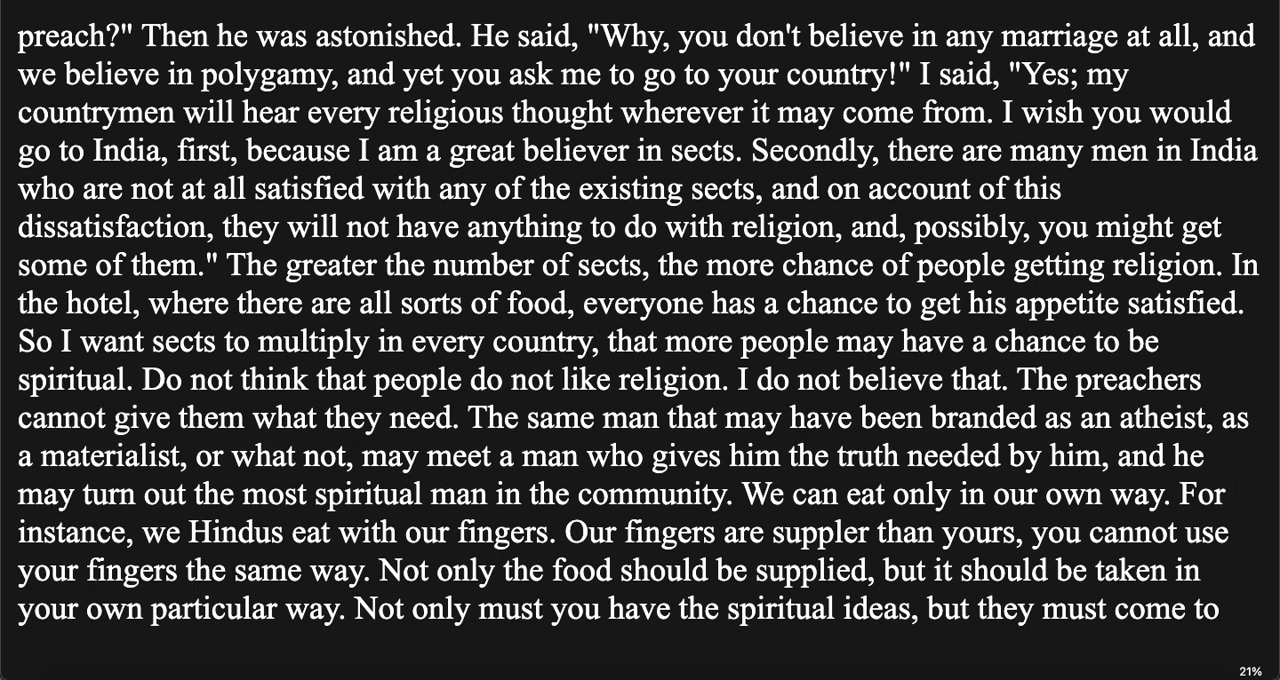 preach?" Then he was astonished. He said, "Why, you don't believe in any marriage at all, and
we believe in polygamy, and yet you ask me to go to your country!" I said, "Yes; my
countrymen will hear every religious thought wherever it may come from. I wish you would
go to India, first, because I am a great believer in sects. Secondly, there are many men in India
who are not at all satisfied with any of the existing sects, and on account of this
dissatisfaction, they will not have anything to do with religion, and, possibly, you might get
some of them." The greater the number of sects, the more chance of people getting religion. In
the hotel, where there are all sorts of food, everyone has a chance to get his appetite satisfied.
So I want sects to multiply in every country, that more people may have a chance to be
spiritual. Do not think that people do not like religion. I do not believe that. The preachers
cannot give them what they need. The same man that may have been branded as an atheist, as
a materialist, or what not, may meet a man who gives him the truth needed by him, and he
may turn out the most spiritual man in the community. We can eat only in our own way. For
instance, we Hindus eat with our fingers. Our fingers are suppler than yours, you cannot use
your fingers the same way. Not only the food should be supplied, but it should be taken in
your own particular way. Not only must you have the spiritual ideas, but they must come to
21%